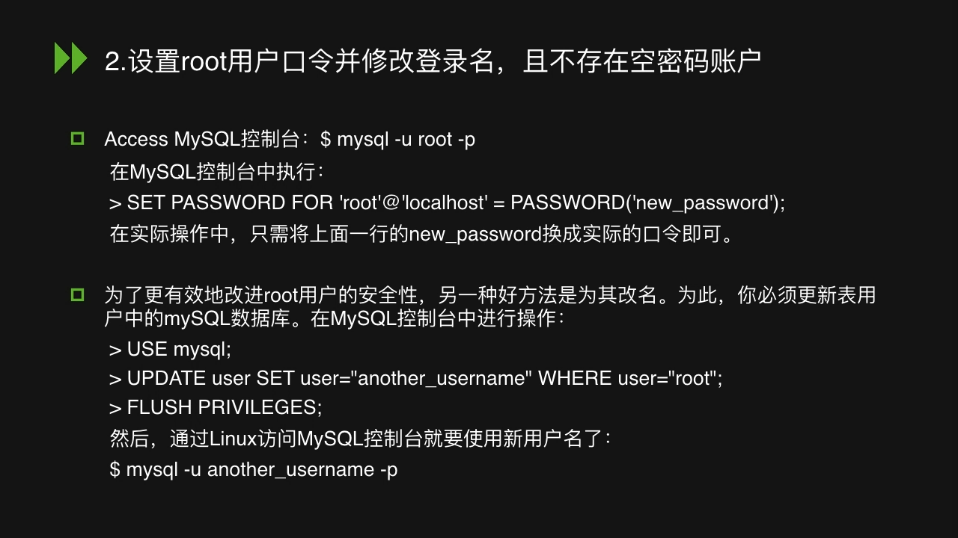 2.设置root用户口令并修改登录名，且不存在空密码账户
Access MySQL控制台：$ mysql -u root -p
在MySQL控制台中执行：
> SET PASSWORD FOR 'root'@'localhost' = PASSWORD('new_password');
在实际操作中，只需将上面一行的new_password换成实际的口令即可。
为了更有效地改进root用户的安全性，另一种好方法是为其改名。为此，你必须更新表用
户中的mySQL数据库。在MySQL控制台中进行操作：
> USE mysql;
> UPDATE user SET user="another_username" WHERE user="root";
> FLUSH PRIVILEGES;
然后，通过Linux访问MySQL控制台就要使用新用户名了：
$ mysql -u another_username -p